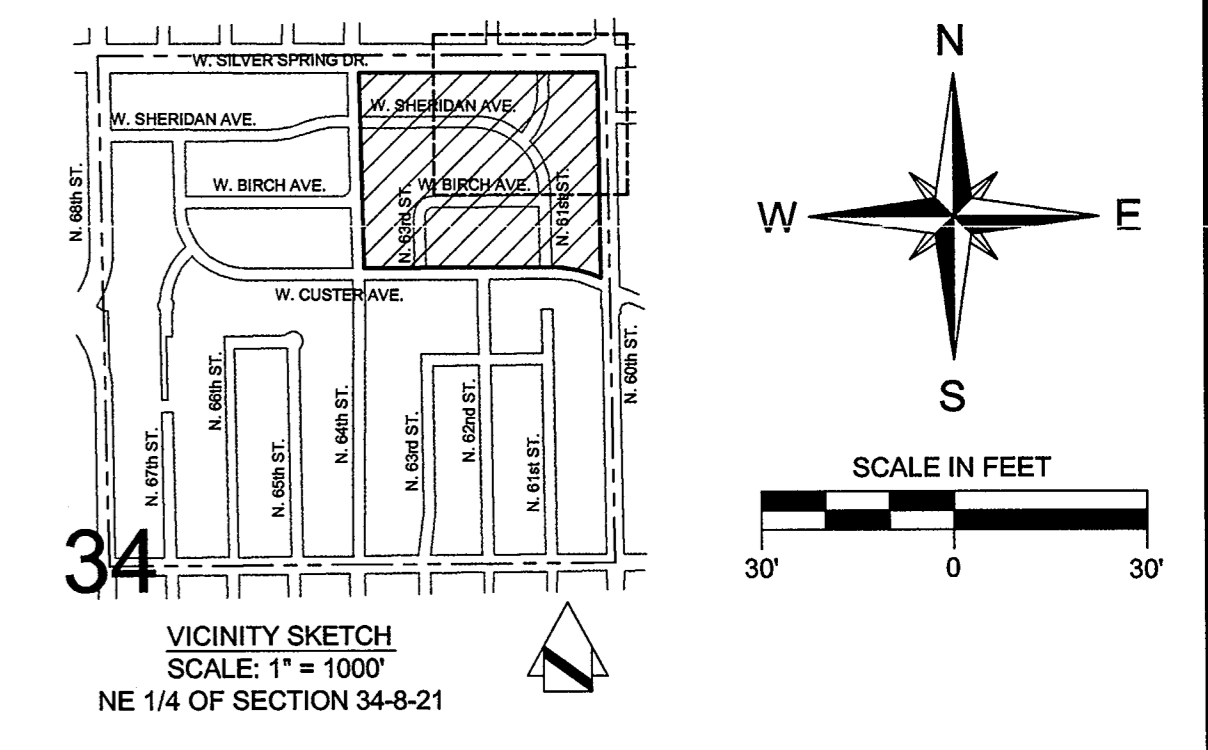 W. SILVER SPRING DR.
W. SHERIDAN AVE.
W. SHERIDAN AVE.
W. BIRCH AVE.
W. BIRCH AVE.
N. 68th ST.
N. 63rd ST.
N. 61st ST.
W. CUSTER AVE.
N. 60th ST.
N. 66th ST.
N. 64th ST.
N. 62nd ST.
N. 67th ST.
N. 65th ST.
N. 63rd ST.
N. 61st ST.
34
VICINITY SKETCH
SCALE: 1" = 1000'
NE 1/4 OF SECTION 34-8-21
N
W
E
S
SCALE IN FEET
30'
0
30'